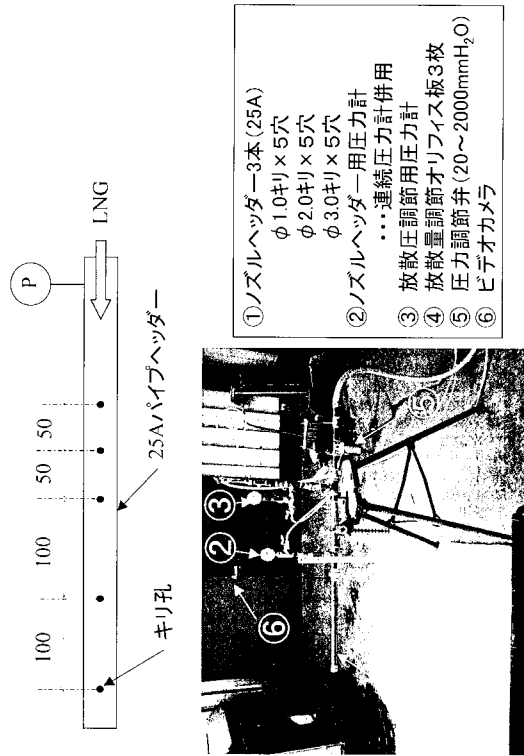 P
LNG
50
50
100
100
25Aパイプヘッダー
キリ孔
①ノズルヘッダー3本(25A)
φ1.0キリ×5穴
φ2.0キリ×5穴
φ3.0キリ×5穴
②ノズルヘッダー用圧力計
・・・連続圧力計併用
③ 放散圧調節用圧力計
④ 放散量調節オリフィス板3枚
⑤ 圧力調節弁(20～2000mmH₂O)
⑥ ビデオカメラ
③
②
⑥
⑤